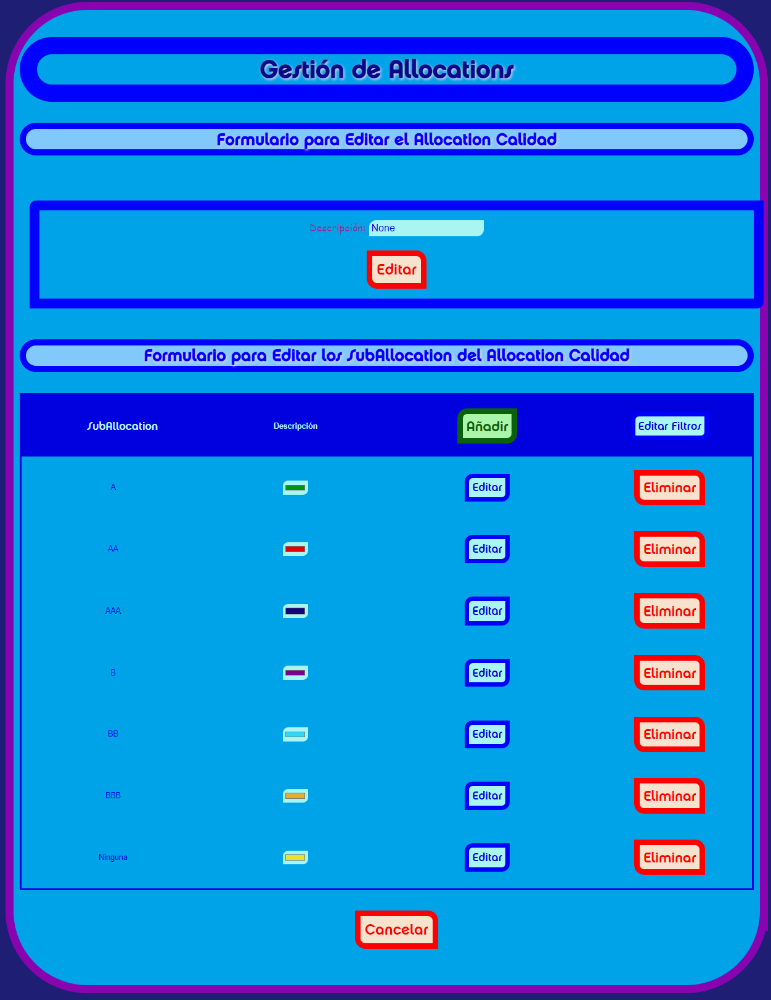 Gestión de Allocations
Formulario para Editar el Allocation Calidad
Descripción: None
Editar
Formulario para Editar los SubAllocation del Allocation Calidad
SubAllocation Descripción Añadir Editar Filtros
A Editar Eliminar
AA Editar Eliminar
AAA Editar Eliminar
B Editar Eliminar
BB Editar Eliminar
BBB Editar Eliminar
Ninguna Editar Eliminar
Cancelar